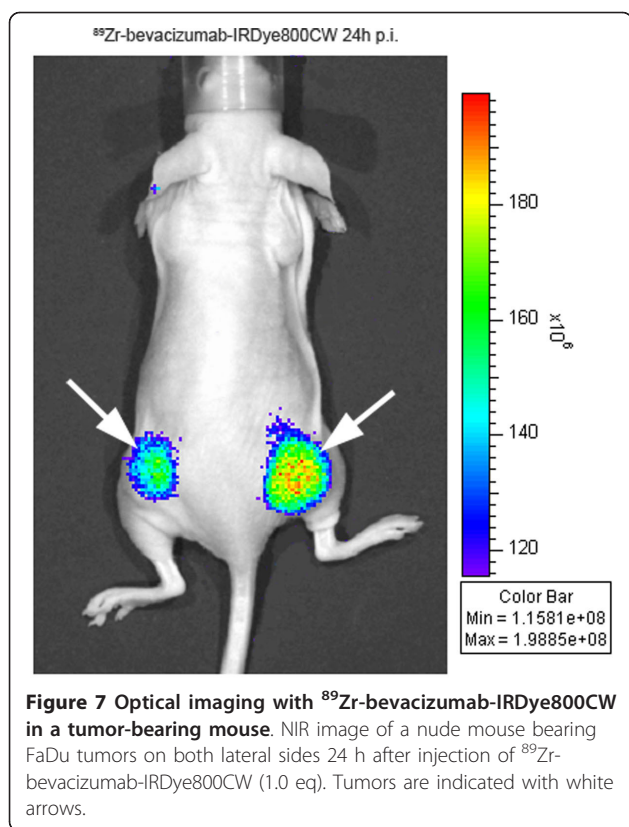 ⁸⁹Zr-bevacizumab-IRDye800CW 24h p.i.
180
160
x10⁶
140
120
Color Bar
Min = 1.1581e+08
Max = 1.9885e+08
Figure 7 Optical imaging with ⁸⁹Zr-bevacizumab-IRDye800CW
in a tumor-bearing mouse. NIR image of a nude mouse bearing
FaDu tumors on both lateral sides 24 h after injection of ⁸⁹Zr-
bevacizumab-IRDye800CW (1.0 eq). Tumors are indicated with white
arrows.